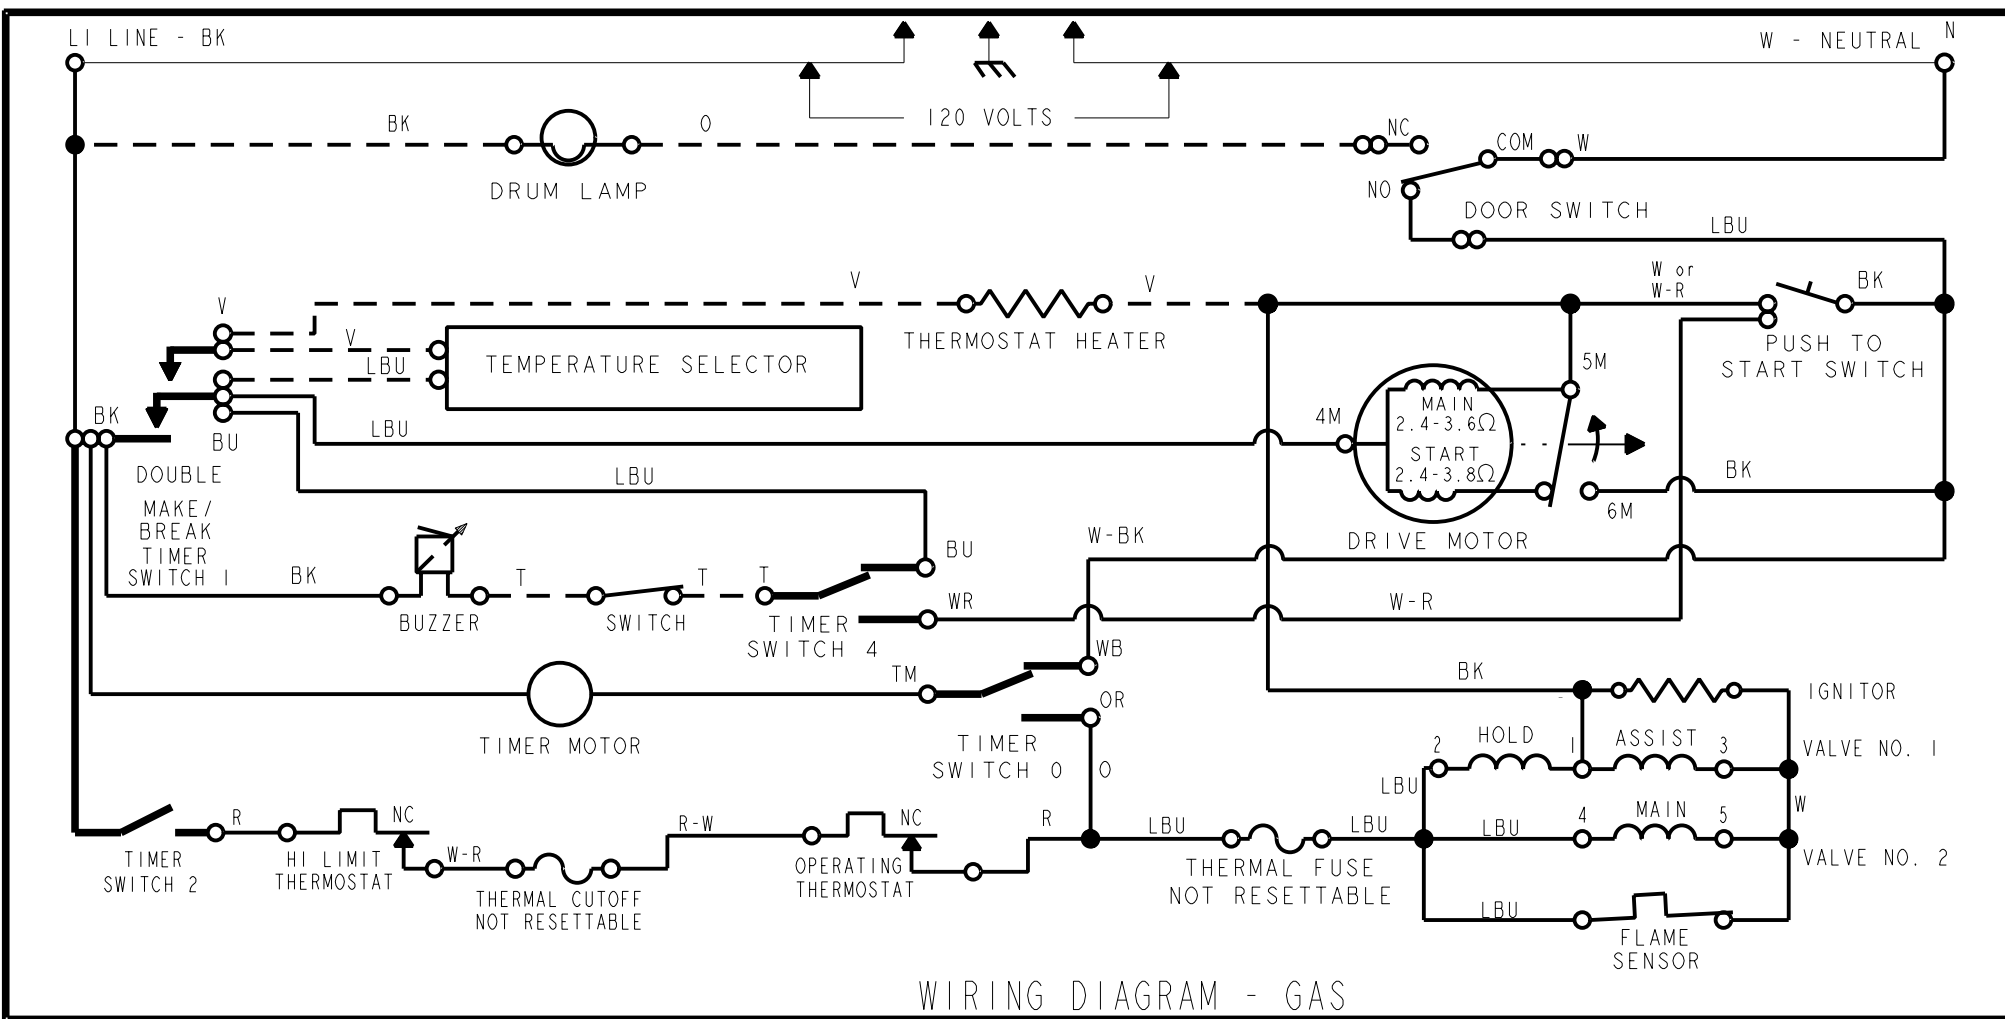 LI LINE - BK
W - NEUTRAL N
120 VOLTS
BK
O
NC
COM
W
DRUM LAMP
NO
DOOR SWITCH
LBU
V
V
V
W or
W-R
BK
THERMOSTAT HEATER
PUSH TO
START SWITCH
V
LBU
TEMPERATURE SELECTOR
5M
4M
MAIN
2.4-3.6Ω
START
2.4-3.8Ω
BK
BU
LBU
DOUBLE
MAKE/
BREAK
TIMER
SWITCH 1
LBU
BK
6M
DRIVE MOTOR
W-BK
BK
T
T
T
BU
BUZZER
SWITCH
TIMER
SWITCH 4
WR
W-R
WB
TM
OR
TIMER MOTOR
TIMER
SWITCH 0
O
BK
IGNITOR
2
HOLD
1
ASSIST
3
VALVE NO. 1
LBU
W
4
MAIN
5
LBU
VALVE NO. 2
R
NC
R-W
NC
R
LBU
LBU
TIMER
SWITCH 2
HI LIMIT
THERMOSTAT
W-R
THERMAL CUTOFF
NOT RESETTABLE
OPERATING
THERMOSTAT
THERMAL FUSE
NOT RESETTABLE
LBU
FLAME
SENSOR
WIRING DIAGRAM - GAS